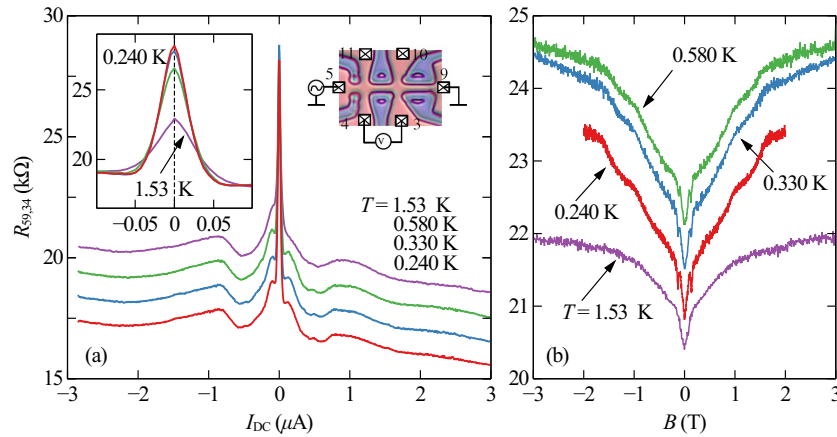 30
25
20
15
R59,34 (kΩ)
−3 −2 −1 0 1 2 3
I_DC (μA)
(a)
0.240 K
25
20
1.53 K
−0.05 0 0.05
11 10
5 9
4 3
V
T = 1.53 K
0.580 K
0.330 K
0.240 K
25
24
23
22
21
20
0.580 K
0.330 K
0.240 K
T = 1.53 K
(b)
−3 −2 −1 0 1 2 3
B (T)